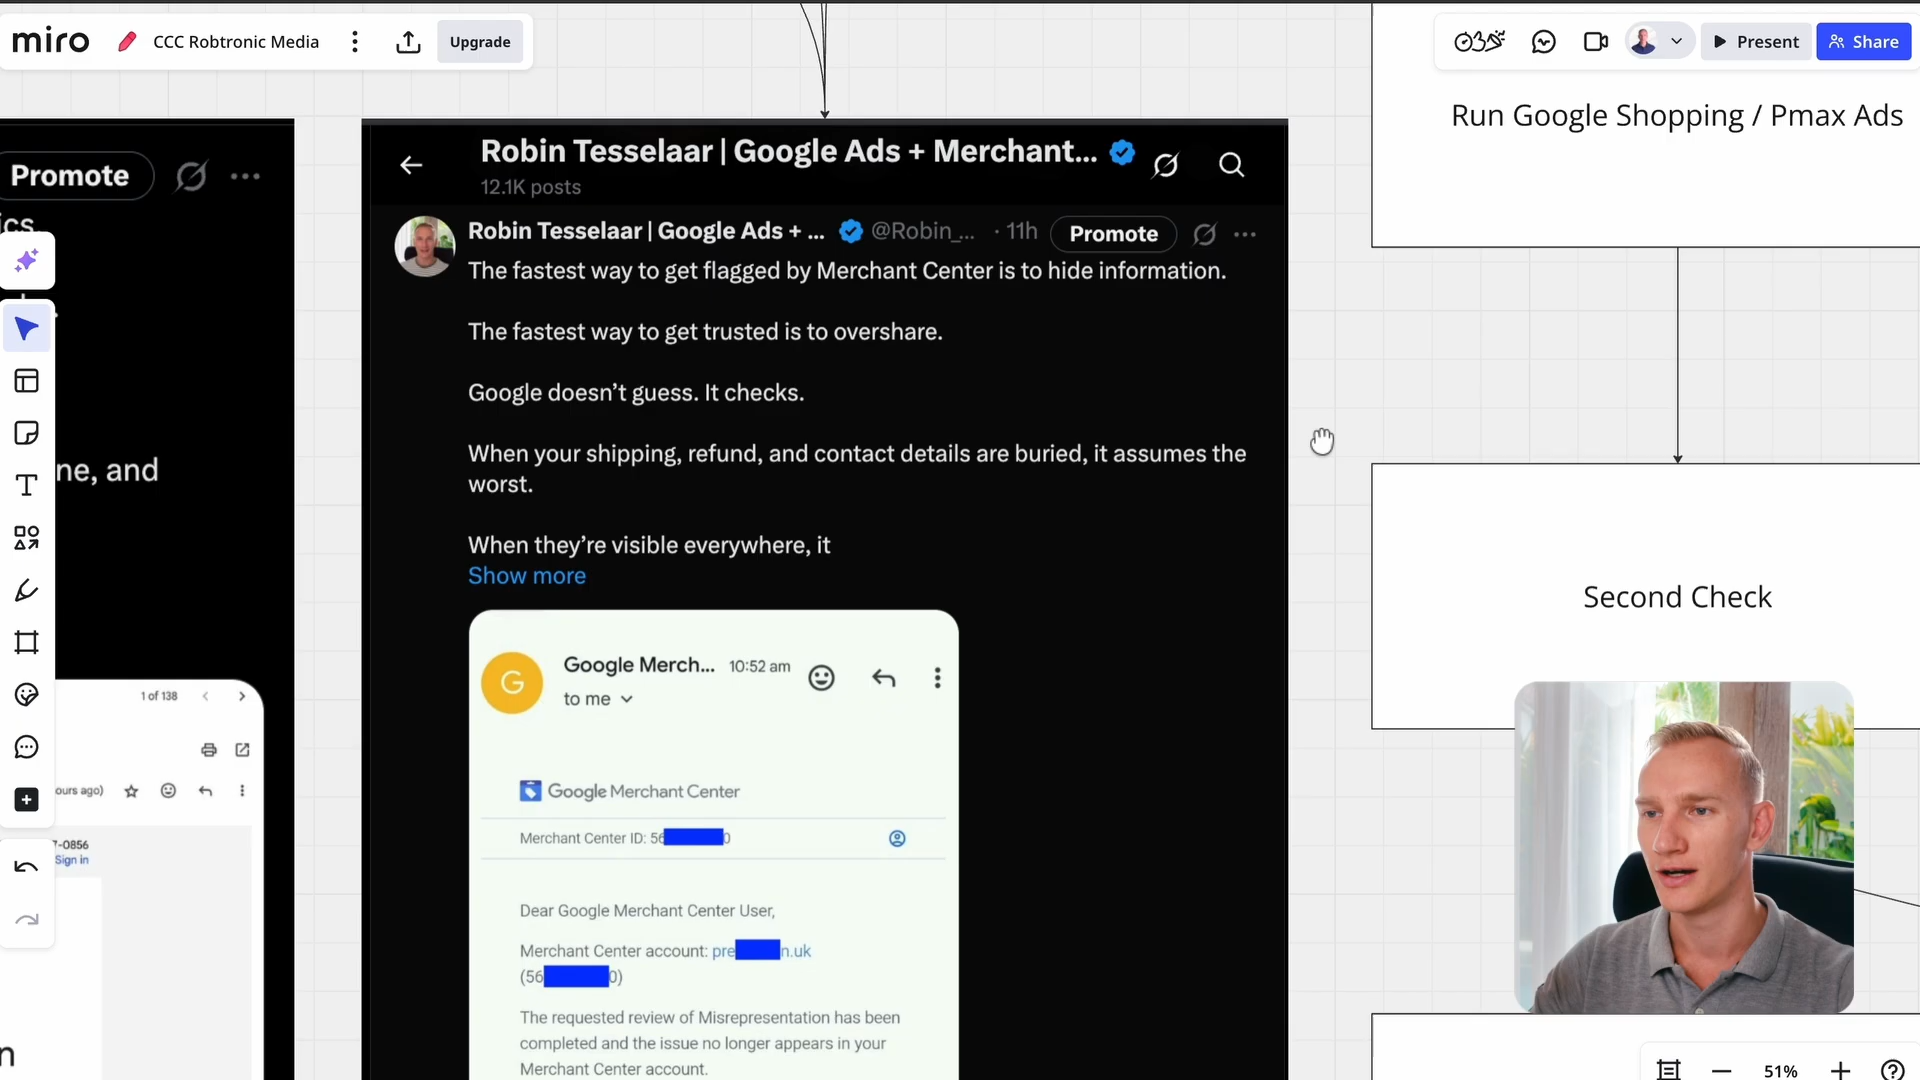 miro
CCC Robtronic Media
Upgrade
Present
Share
Promote
ics
ne, and
1 of 138
ours ago)
7-0856
Sign in
n
Robin Tesselaar | Google Ads + Merchant...
12.1K posts
Robin Tesselaar | Google Ads + ... @Robin_... · 11h Promote
The fastest way to get flagged by Merchant Center is to hide information.
The fastest way to get trusted is to overshare.
Google doesn’t guess. It checks.
When your shipping, refund, and contact details are buried, it assumes the
worst.
When they’re visible everywhere, it
Show more
G
Google Merch... 10:52 am
to me
Google Merchant Center
Merchant Center ID: 56 0
Dear Google Merchant Center User,
Merchant Center account: pre n.uk
(56 0)
The requested review of Misrepresentation has been
completed and the issue no longer appears in your
Merchant Center account.
Run Google Shopping / Pmax Ads
Second Check
51%